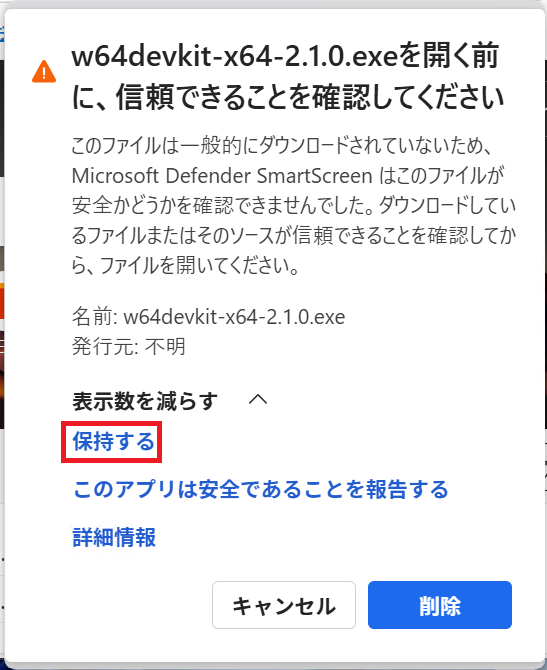 w64devkit-x64-2.1.0.exeを開く前
に、信頼できることを確認してください
このファイルは一般的にダウンロードされていないため、
Microsoft Defender SmartScreen はこのファイルが
安全かどうかを確認できませんでした。ダウンロードしてい
るファイルまたはそのソースが信頼できることを確認してか
ら、ファイルを開いてください。
名前: w64devkit-x64-2.1.0.exe
発行元: 不明
表示数を減らす
保持する
このアプリは安全であることを報告する
詳細情報
キャンセル
削除